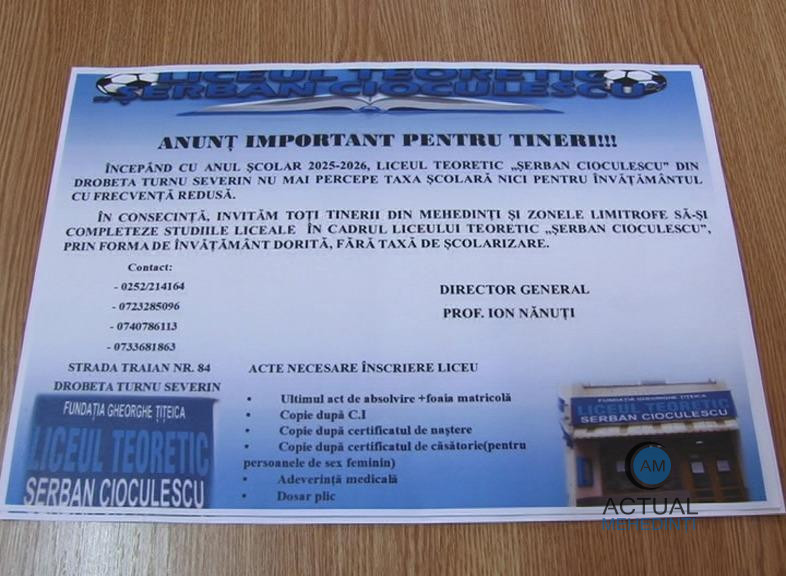 LICEUL TEORETIC
„ȘERBAN CIOCULESCU”
ANUNȚ IMPORTANT PENTRU TINERI!!!
ÎNCEPÂND CU ANUL ȘCOLAR 2025-2026, LICEUL TEORETIC „ȘERBAN CIOCULESCU” DIN
DROBETA TURNU SEVERIN NU MAI PERCEPE TAXA ȘCOLARĂ NICI PENTRU ÎNVĂȚĂMÂNTUL
CU FRECVENȚĂ REDUSĂ.
ÎN CONSECINȚĂ, INVITĂM TOȚI TINERII DIN MEHEDINȚI ȘI ZONELE LIMITROFE SĂ-ȘI
COMPLETEZE STUDIILE LICEALE ÎN CADRUL LICEULUI TEORETIC „ȘERBAN CIOCULESCU”,
PRIN FORMA DE ÎNVĂȚĂMÂNT DORITĂ, FĂRĂ TAXĂ DE ȘCOLARIZARE.
Contact:
- 0252/214164
- 0723285096
- 0740786113
- 0733681863
STRADA TRAIAN NR. 84
DROBETA TURNU SEVERIN
DIRECTOR GENERAL
PROF. ION NĂNUȚI
ACTE NECESARE ÎNSCRIERE LICEU
• Ultimul act de absolvire +foaia matricolă
• Copie după C.I
• Copie după certificatul de naștere
• Copie după certificatul de căsătorie(pentru
persoanele de sex feminin)
• Adeverință medicală
• Dosar plic
FUNDAȚIA GHEORGHE ȚIȚEICA
LICEUL TEORETIC
ȘERBAN CIOCULESCU
FUNDAȚIA GHEORGHE ȚIȚEICA
LICEUL TEORETIC
SERBAN CIOCULESCU
AM
ACTUAL
MEHEDINȚI